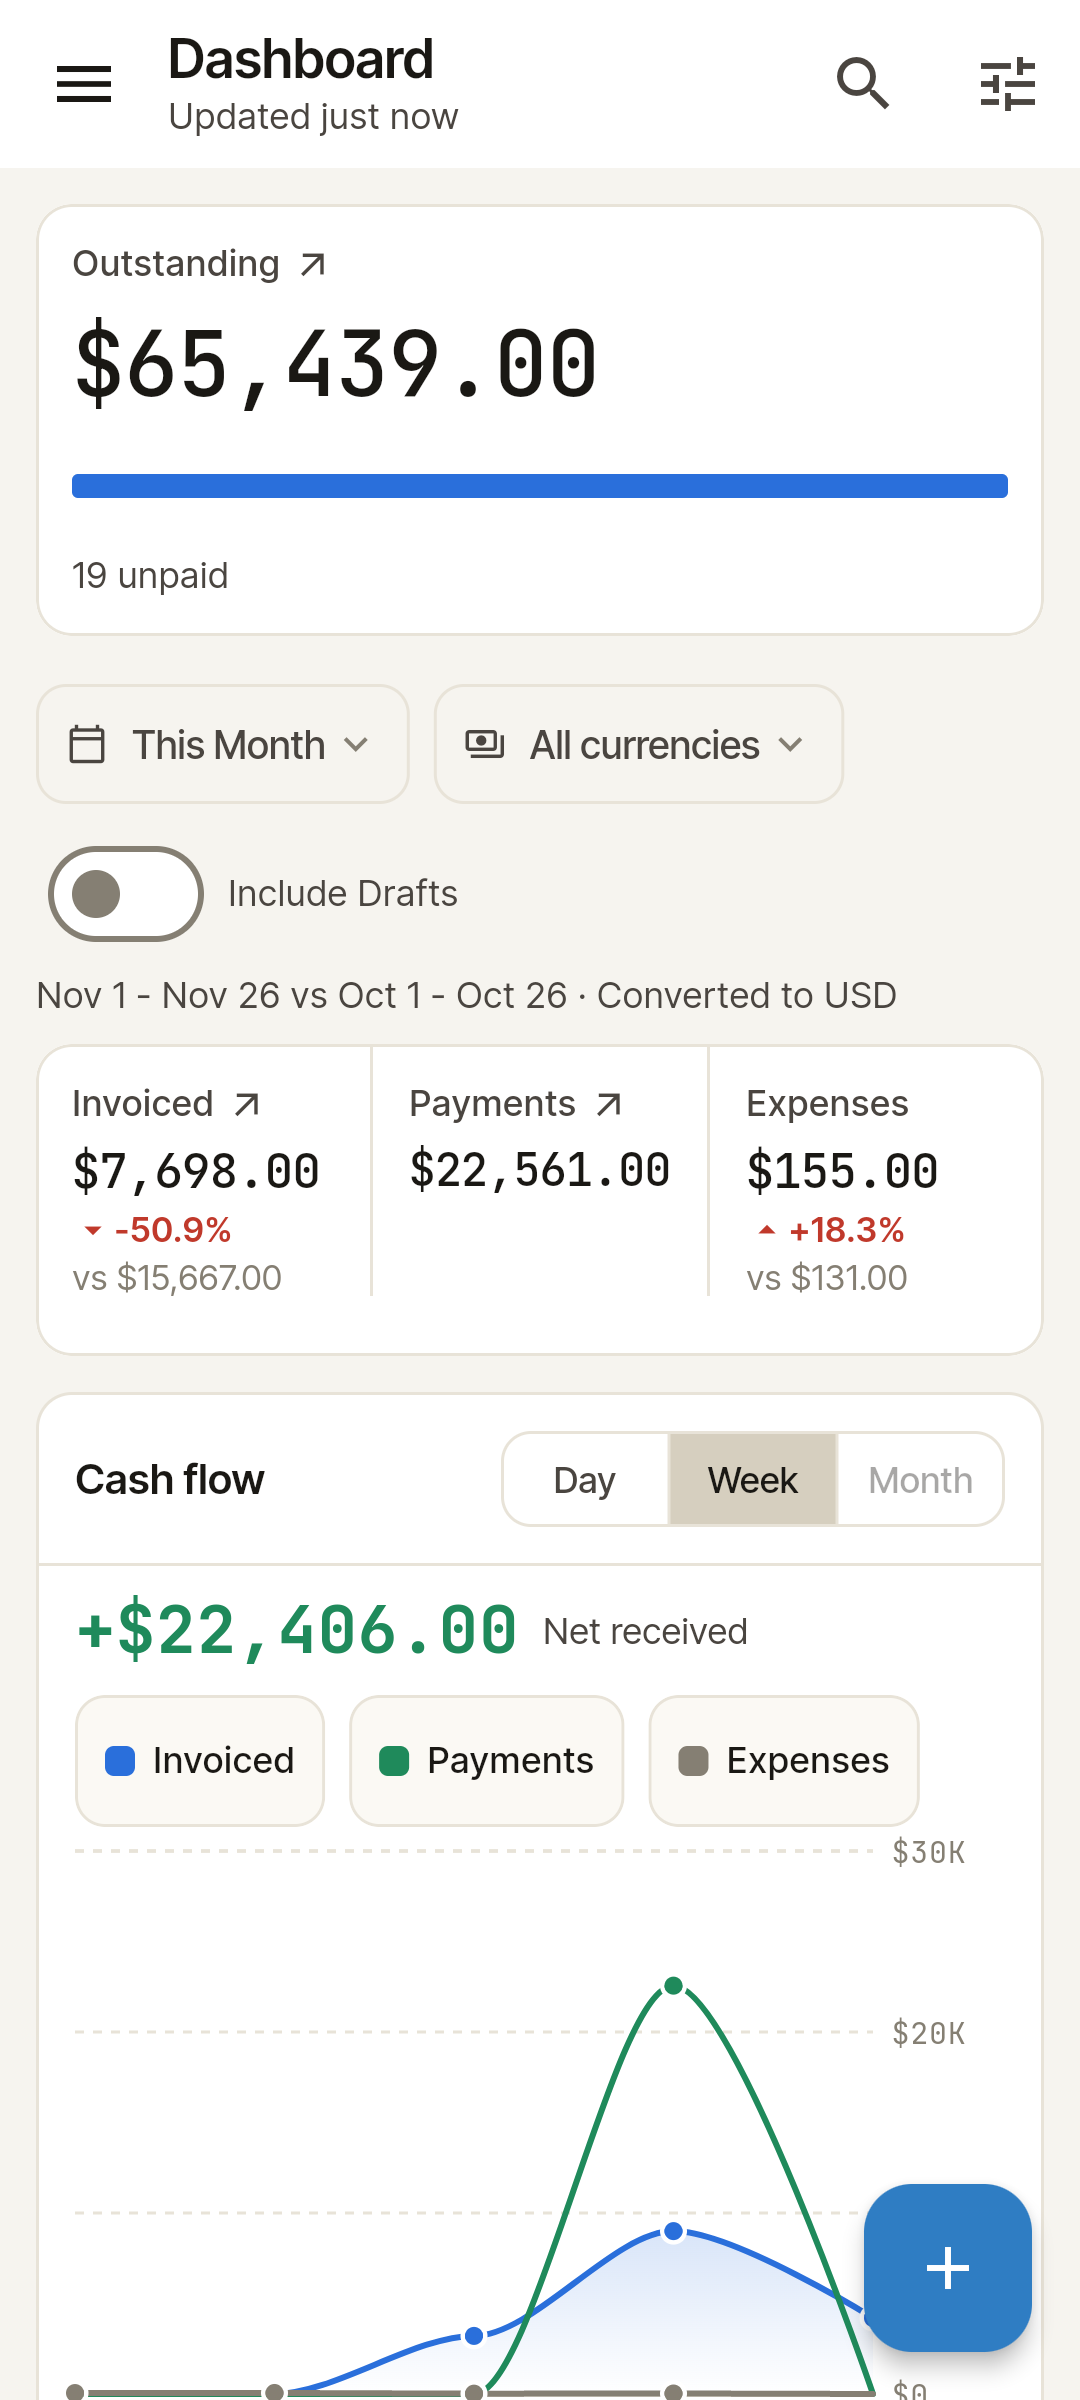 Dashboard
Updated just now
Outstanding
$65,439.00
19 unpaid
This Month
All currencies
Include Drafts
Nov 1 - Nov 26 vs Oct 1 - Oct 26 · Converted to USD
Invoiced
$7,698.00
-50.9%
vs $15,667.00
Payments
$22,561.00
Expenses
$155.00
+18.3%
vs $131.00
Cash flow
Day
Week
Month
+$22,406.00 Net received
Invoiced
Payments
Expenses
$30K
$20K
$0